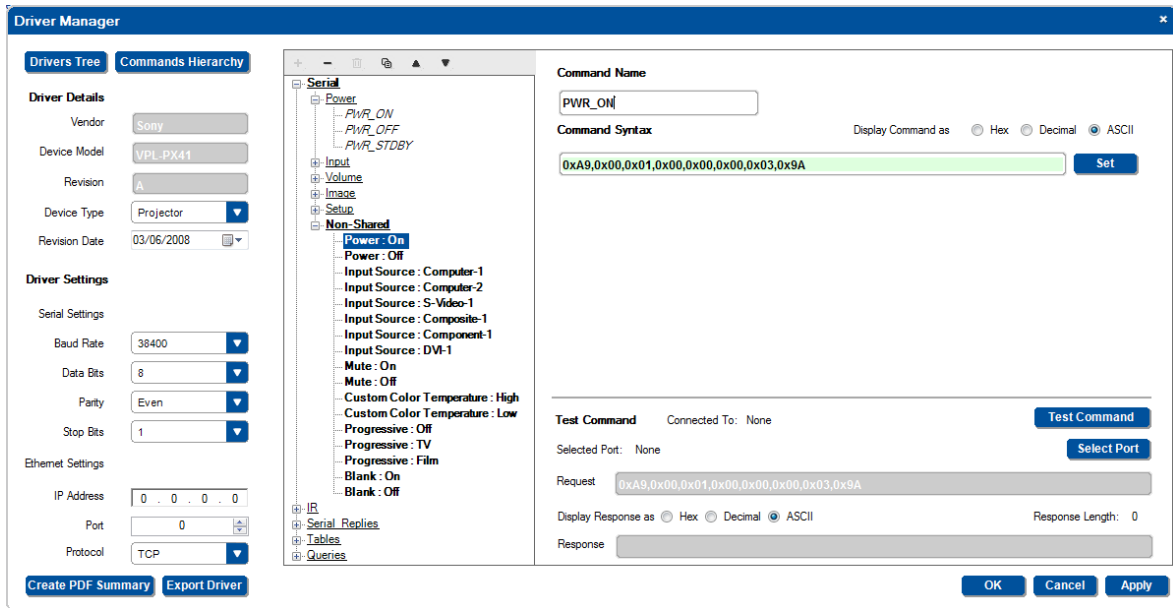 Driver Manager
×
Drivers Tree
Commands Hierarchy
Driver Details
Vendor
Sony
Device Model
VPL-PX41
Revision
A
Device Type
Projector
Revision Date
03/06/2008
Driver Settings
Serial Settings
Baud Rate
38400
Data Bits
8
Parity
Even
Stop Bits
1
Ethernet Settings
IP Address
0 . 0 . 0 . 0
Port
0
Protocol
TCP
Create PDF Summary
Export Driver
Serial
Power
PWR_ON
PWR_OFF
PWR_STDBY
Input
Volume
Image
Setup
Non-Shared
Power : On
Power : Off
Input Source : Computer-1
Input Source : Computer-2
Input Source : S-Video-1
Input Source : Composite-1
Input Source : Component-1
Input Source : DVI-1
Mute : On
Mute : Off
Custom Color Temperature : High
Custom Color Temperature : Low
Progressive : Off
Progressive : TV
Progressive : Film
Blank : On
Blank : Off
IR
Serial_Replies
Tables
Queries
Command Name
PWR_ON
Command Syntax
Display Command as Hex Decimal ASCII
0xA9,0x00,0x01,0x00,0x00,0x00,0x03,0x9A
Set
Test Command Connected To: None
Test Command
Selected Port: None
Select Port
Request
0xA9,0x00,0x01,0x00,0x00,0x00,0x03,0x9A
Display Response as Hex Decimal ASCII
Response Length: 0
Response
OK
Cancel
Apply